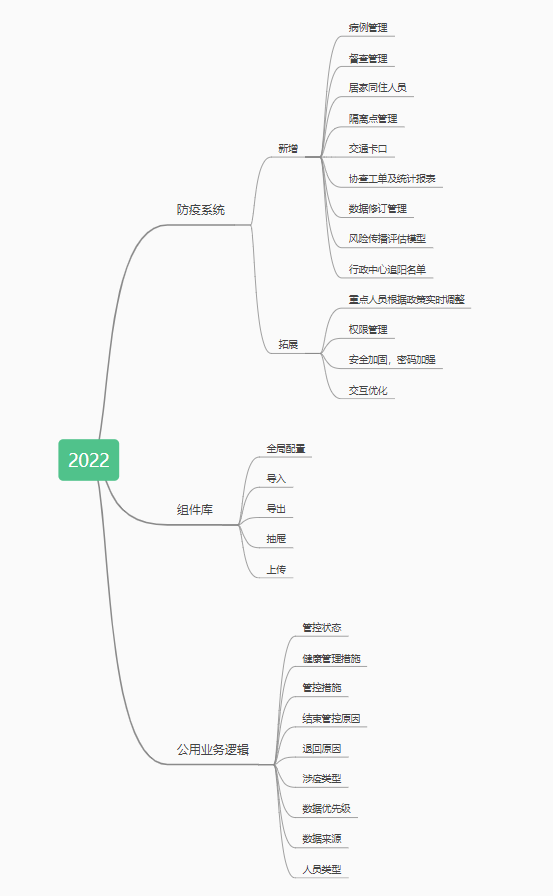 病例管理
督查管理
居家同住人员
隔离点管理
新增
交通卡口
协查工单及统计报表
防疫系统
数据修订管理
风险传播评估模型
行政中心追阳名单
重点人员根据政策实时调整
权限管理
拓展
安全加固，密码加强
交互优化
2022
全局配置
导入
组件库
导出
抽屉
上传
管控状态
健康管理措施
管控措施
结束管控原因
公用业务逻辑
退回原因
涉疫类型
数据优先级
数据来源
人员类型